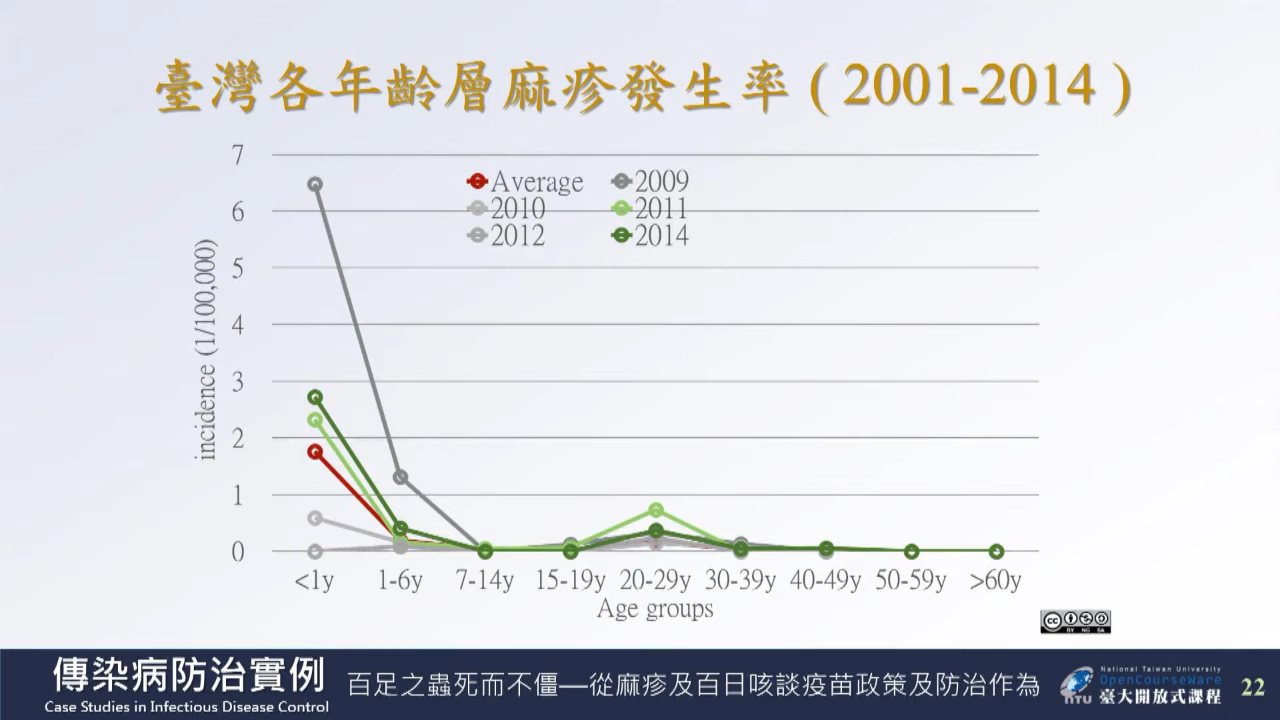 臺灣各年齡層麻疹發生率 ( 2001-2014 )
7
6
5
4
3
2
1
0
incidence (1/100,000)
Average 2009
2010 2011
2012 2014
<1y 1-6y 7-14y 15-19y 20-29y 30-39y 40-49y 50-59y >60y
Age groups
cc
BY NC SA
傳染病防治實例
Case Studies in Infectious Disease Control
百足之蟲死而不僵—從麻疹及百日咳談疫苗政策及防治作為
National Taiwan University
OpenCourseWare
NTU 臺大開放式課程
22